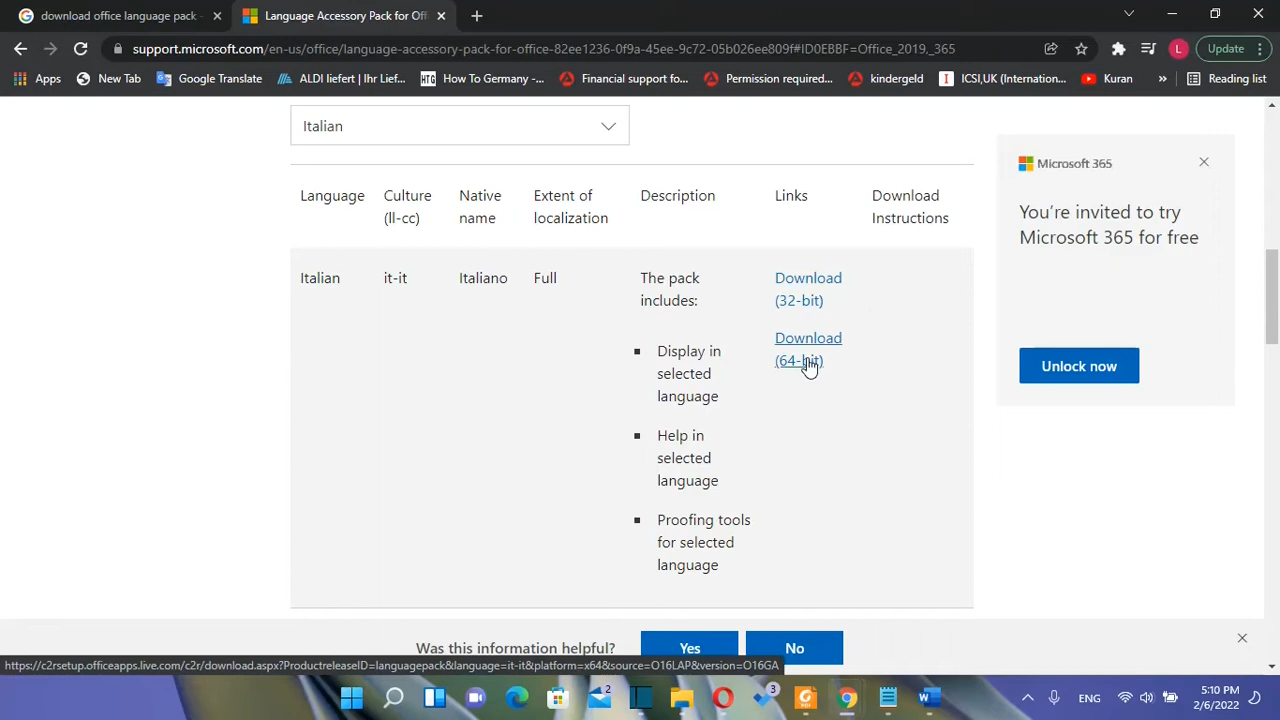 download office language pack
Language Accessory Pack for Off
support.microsoft.com/en-us/office/language-accessory-pack-for-office-82ee1236-0f9a-45ee-9c72-05b026ee809f#ID0EBBF=Office_2019,_365
L
Update
Apps
New Tab
Google Translate
ALDI liefert | Ihr Lief...
HTG
How To Germany -...
Financial support fo...
Permission required...
kindergeld
ICSI,UK (Internation...
Kuran
»
Reading list
Italian
Microsoft 365
You're invited to try
Microsoft 365 for free
Unlock now
Language
Culture
(ll-cc)
Native
name
Extent of
localization
Description
Links
Download
Instructions
Italian
it-it
Italiano
Full
The pack
includes:
Display in
selected
language
Help in
selected
language
Proofing tools
for selected
language
Download
(32-bit)
Download
(64-bit)
Was this information helpful?
Yes
No
https://c2rsetup.officeapps.live.com/c2r/download.aspx?ProductreleaseID=languagepack&language=it-it&platform=x64&source=O16LAP&version=O16GA
2
3
ENG
5:10 PM
2/6/2022